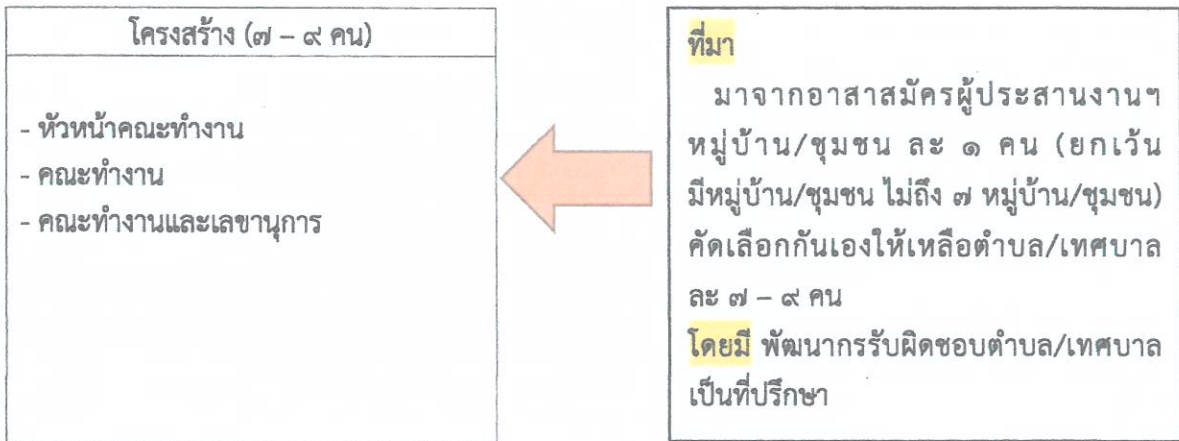 โครงสร้าง (๗ – ๙ คน)
- หัวหน้าคณะทำงาน
- คณะทำงาน
- คณะทำงานและเลขานุการ
ที่มา
มาจากอาสาสมัครผู้ประสานงานฯ
หมู่บ้าน/ชุมชน ละ ๑ คน (ยกเว้น
มีหมู่บ้าน/ชุมชน ไม่ถึง ๗ หมู่บ้าน/ชุมชน)
คัดเลือกกันเองให้เหลือตำบล/เทศบาล
ละ ๗ – ๙ คน
โดยมี พัฒนากรรับผิดชอบตำบล/เทศบาล
เป็นที่ปรึกษา